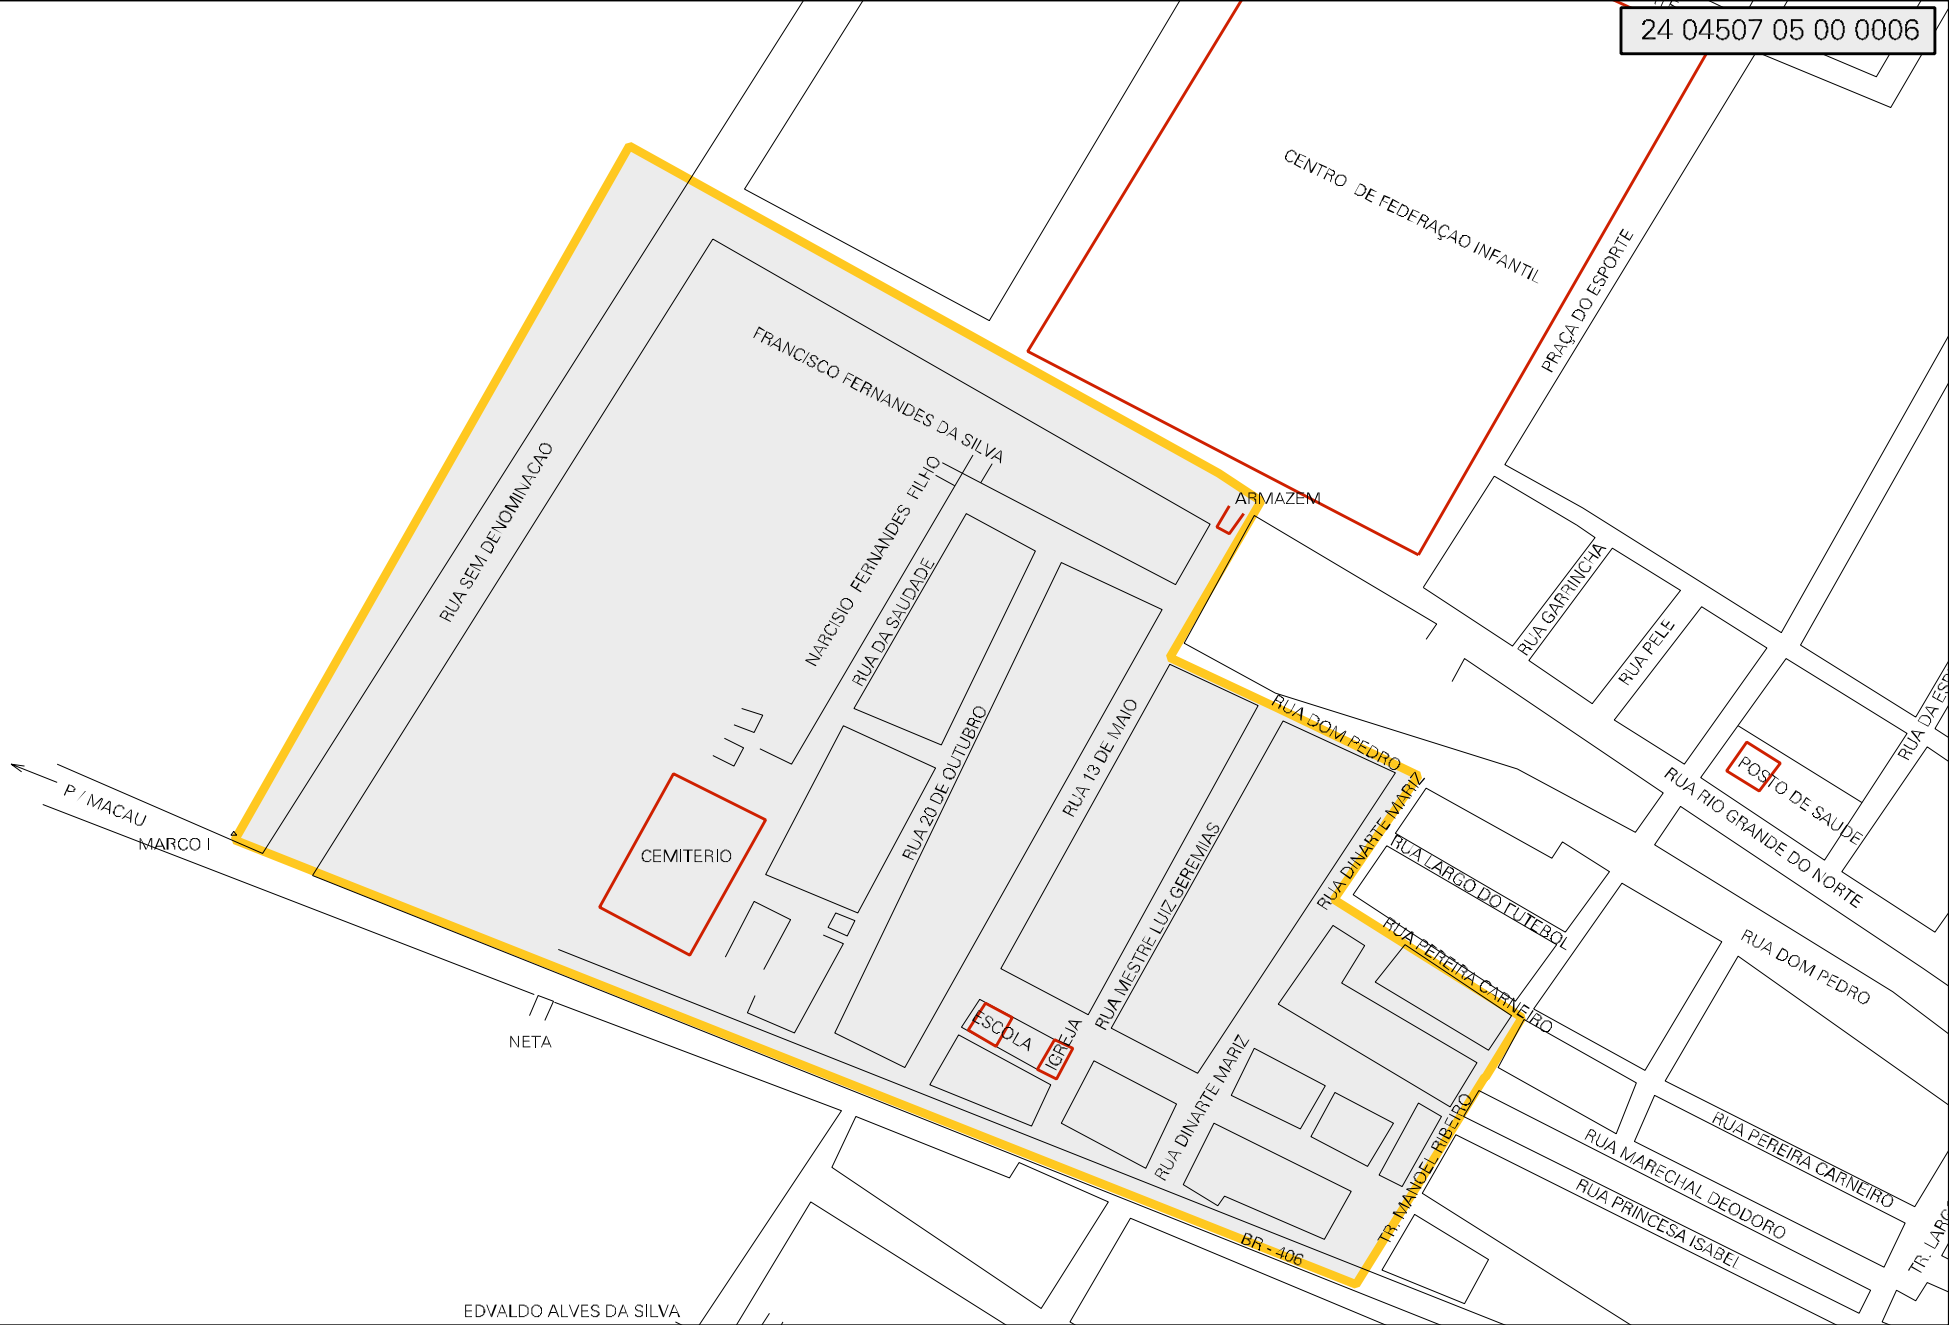 24 04507 05 00 0006
CENTRO DE FEDERAÇAO INFANTIL
PRAÇA DO ESPORTE
FRANCISCO FERNANDES DA SILVA
RUA SEM DENOMINACAO
NARCISIO FERNANDES FILHO
RUA DA SAUDADE
ARMAZEM
RUA GARRINCHA
RUA PELE
RUA DOM PEDRO
RUA 20 DE OUTUBRO
RUA 13 DE MAIO
RUA DINARTE MARIZ
POSTO DE SAUDE
RUA RIO GRANDE DO NORTE
P / MACAU
MARCO I
CEMITERIO
RUA MESTRE LUIZ GEREMIAS
RUA LARGO DO FUTEBOL
RUA PEREIRA CARNEIRO
RUA DOM PEDRO
ESCOLA
IGREJA
NETA
RUA DINARTE MARIZ
TR. MANOEL RIBEIRO
RUA PEREIRA CARNEIRO
RUA MARECHAL DEODORO
RUA PRINCESA ISABEL
BR - 406
EDVALDO ALVES DA SILVA
RUA DA
TR.